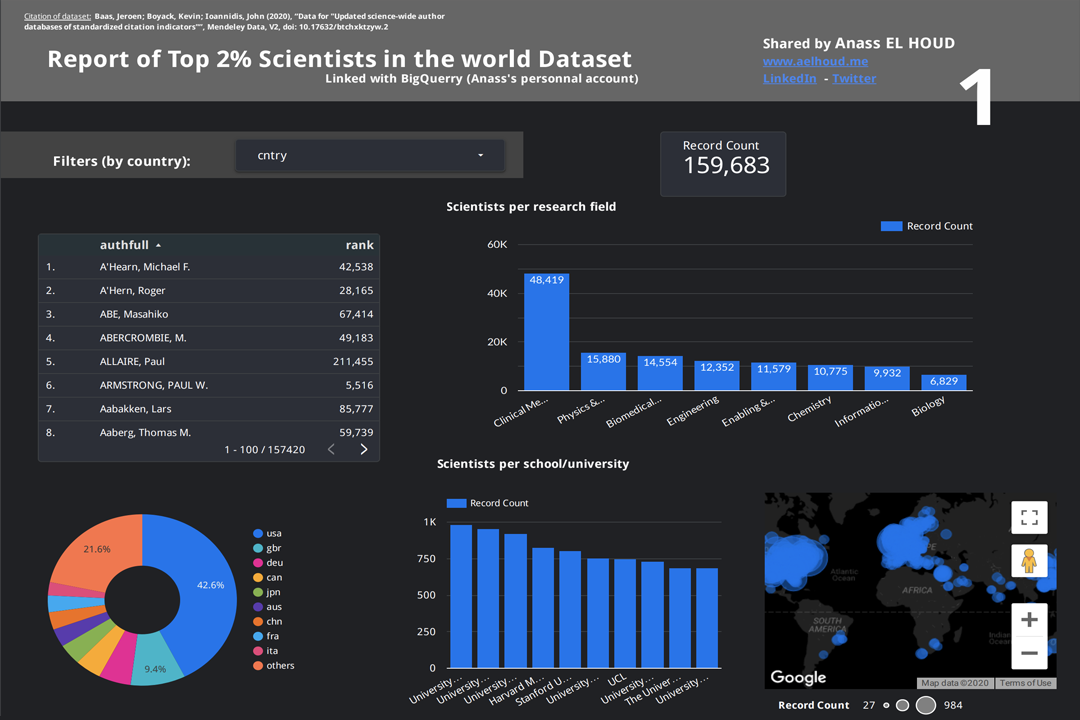 Citation of dataset: Baas, Jeroen; Boyack, Kevin; Ioannidis, John (2020), "Data for "Updated science-wide author
databases of standardized citation indicators"", Mendeley Data, V2, doi: 10.17632/btchxktzyw.2
Report of Top 2% Scientists in the world Dataset
Linked with BigQuerry (Anass's personnal account)
Shared by Anass EL HOUD
www.aelhoud.me
LinkedIn - Twitter
1
Filters (by country):
cntry
Record Count
159,683
Scientists per research field
Record Count
60K
40K
20K
0
48,419
15,880
14,554
12,352
11,579
10,775
9,932
6,829
Clinical Me...
Physics &...
Biomedical...
Engineering
Enabling &...
Chemistry
Informatio...
Biology
authfull rank
1. A'Hearn, Michael F. 42,538
2. A'Hern, Roger 28,165
3. ABE, Masahiko 67,414
4. ABERCROMBIE, M. 49,183
5. ALLAIRE, Paul 211,455
6. ARMSTRONG, PAUL W. 5,516
7. Aabakken, Lars 85,777
8. Aaberg, Thomas M. 59,739
1 - 100 / 157420
Scientists per school/university
Record Count
1K
750
500
250
0
University...
University...
University...
Harvard M...
Stanford U...
University...
UCL
University...
The Univer...
University...
21.6%
42.6%
9.4%
usa
gbr
deu
can
jpn
aus
chn
fra
ita
others
Atlantic
Ocean
AFRICA
SOUTH
AMERICA
Google
Map data ©2020 Terms of Use
Record Count 27 984